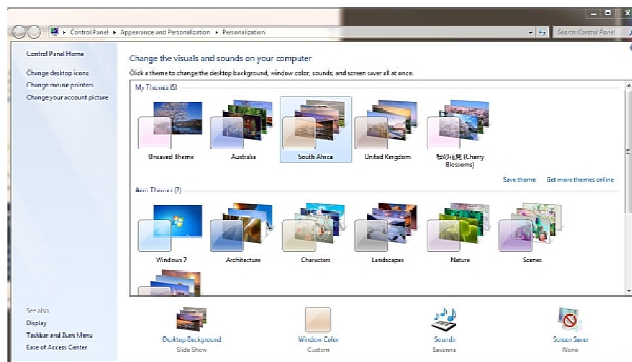 Control Panel ▸ Appearance and Personalization ▸ Personalization
Search Control Panel
Control Panel Home
Change desktop icons
Change mouse pointers
Change your account picture
Change the visuals and sounds on your computer
Click a theme to change the desktop background, window color, sounds, and screen saver all at once.
My Themes (5)
Unsaved Theme
Australia
South Africa
United Kingdom
(Cherry Blossoms)
Save theme
Get more themes online
Aero Themes (7)
Windows 7
Architecture
Characters
Landscapes
Nature
Scenes
See also
Display
Taskbar and Start Menu
Ease of Access Center
Desktop Background
Slide Show
Window Color
Custom
Sounds
Savanna
Screen Saver
None